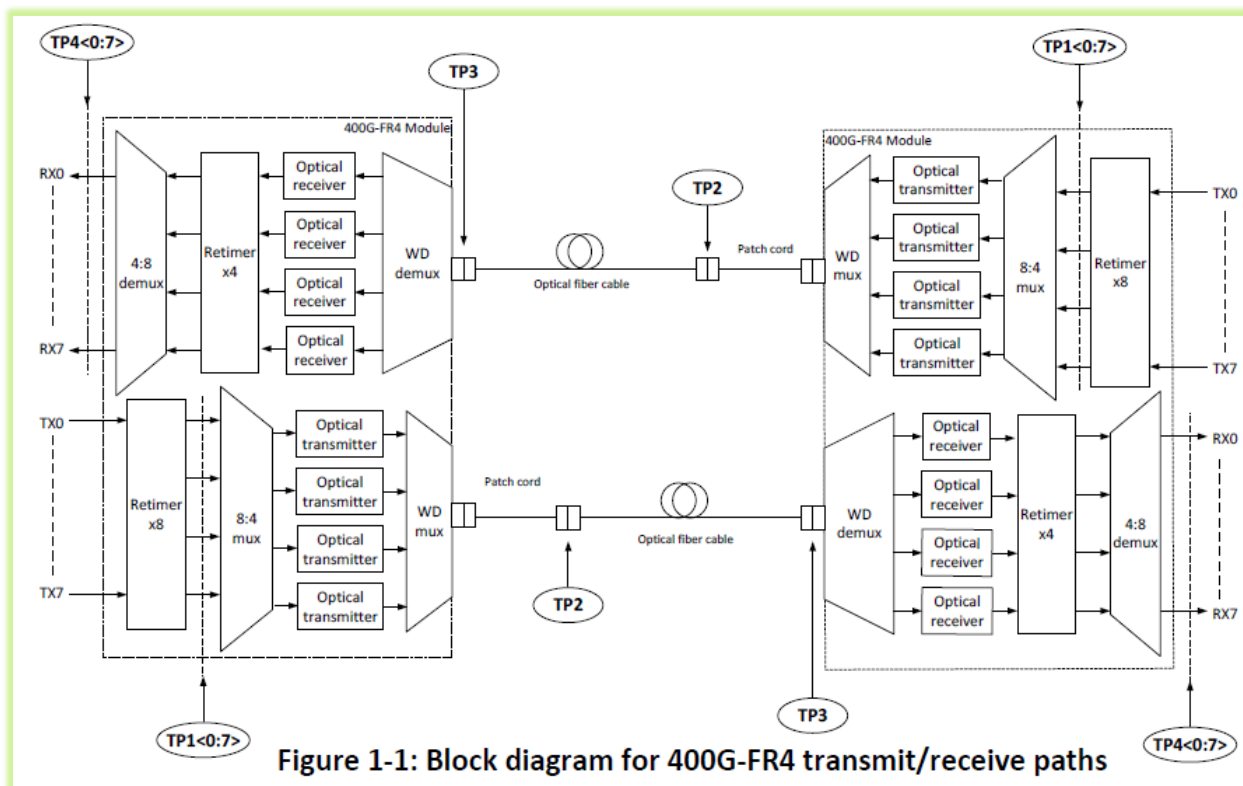 TP4<0:7>
TP3
TP2
TP1<0:7>
400G-FR4 Module
RX0
RX7
4:8
demux
Retimer
x4
Optical
receiver
Optical
receiver
Optical
receiver
Optical
receiver
WD
demux
Optical fiber cable
Patch cord
400G-FR4 Module
WD
mux
Optical
transmitter
Optical
transmitter
Optical
transmitter
Optical
transmitter
8:4
mux
Retimer
x8
TX0
TX7
TX0
TX7
Retimer
x8
8:4
mux
Optical
transmitter
Optical
transmitter
Optical
transmitter
Optical
transmitter
WD
mux
Patch cord
Optical fiber cable
WD
demux
Optical
receiver
Optical
receiver
Optical
receiver
Optical
receiver
Retimer
x4
4:8
demux
RX0
RX7
TP1<0:7>
TP2
TP3
TP4<0:7>
Figure 1-1: Block diagram for 400G-FR4 transmit/receive paths